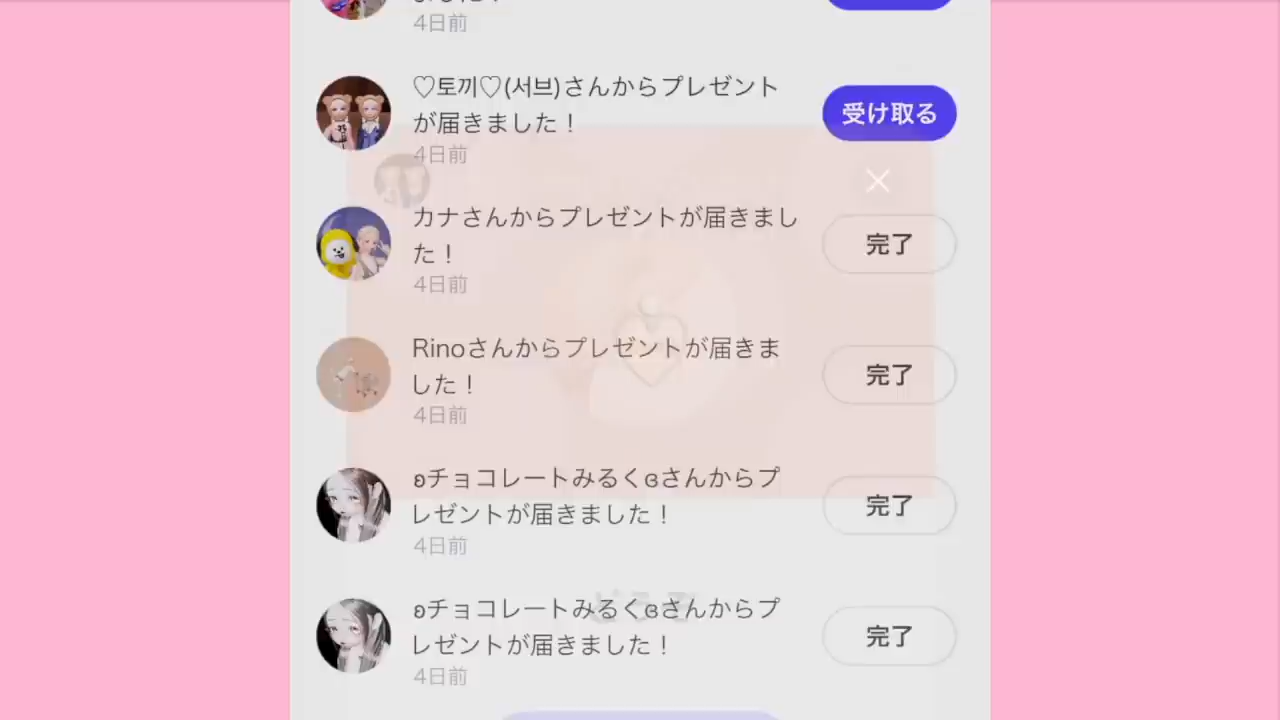 4日前
♡토끼♡(서브)さんからプレゼント
が届きました！
受け取る
4日前
カナさんからプレゼントが届きまし
た！
完了
4日前
Rinoさんからプレゼントが届きま
した！
完了
4日前
ʚチョコレートみるくɞさんからプ
レゼントが届きました！
完了
4日前
ʚチョコレートみるくɞさんからプ
レゼントが届きました！
完了
4日前